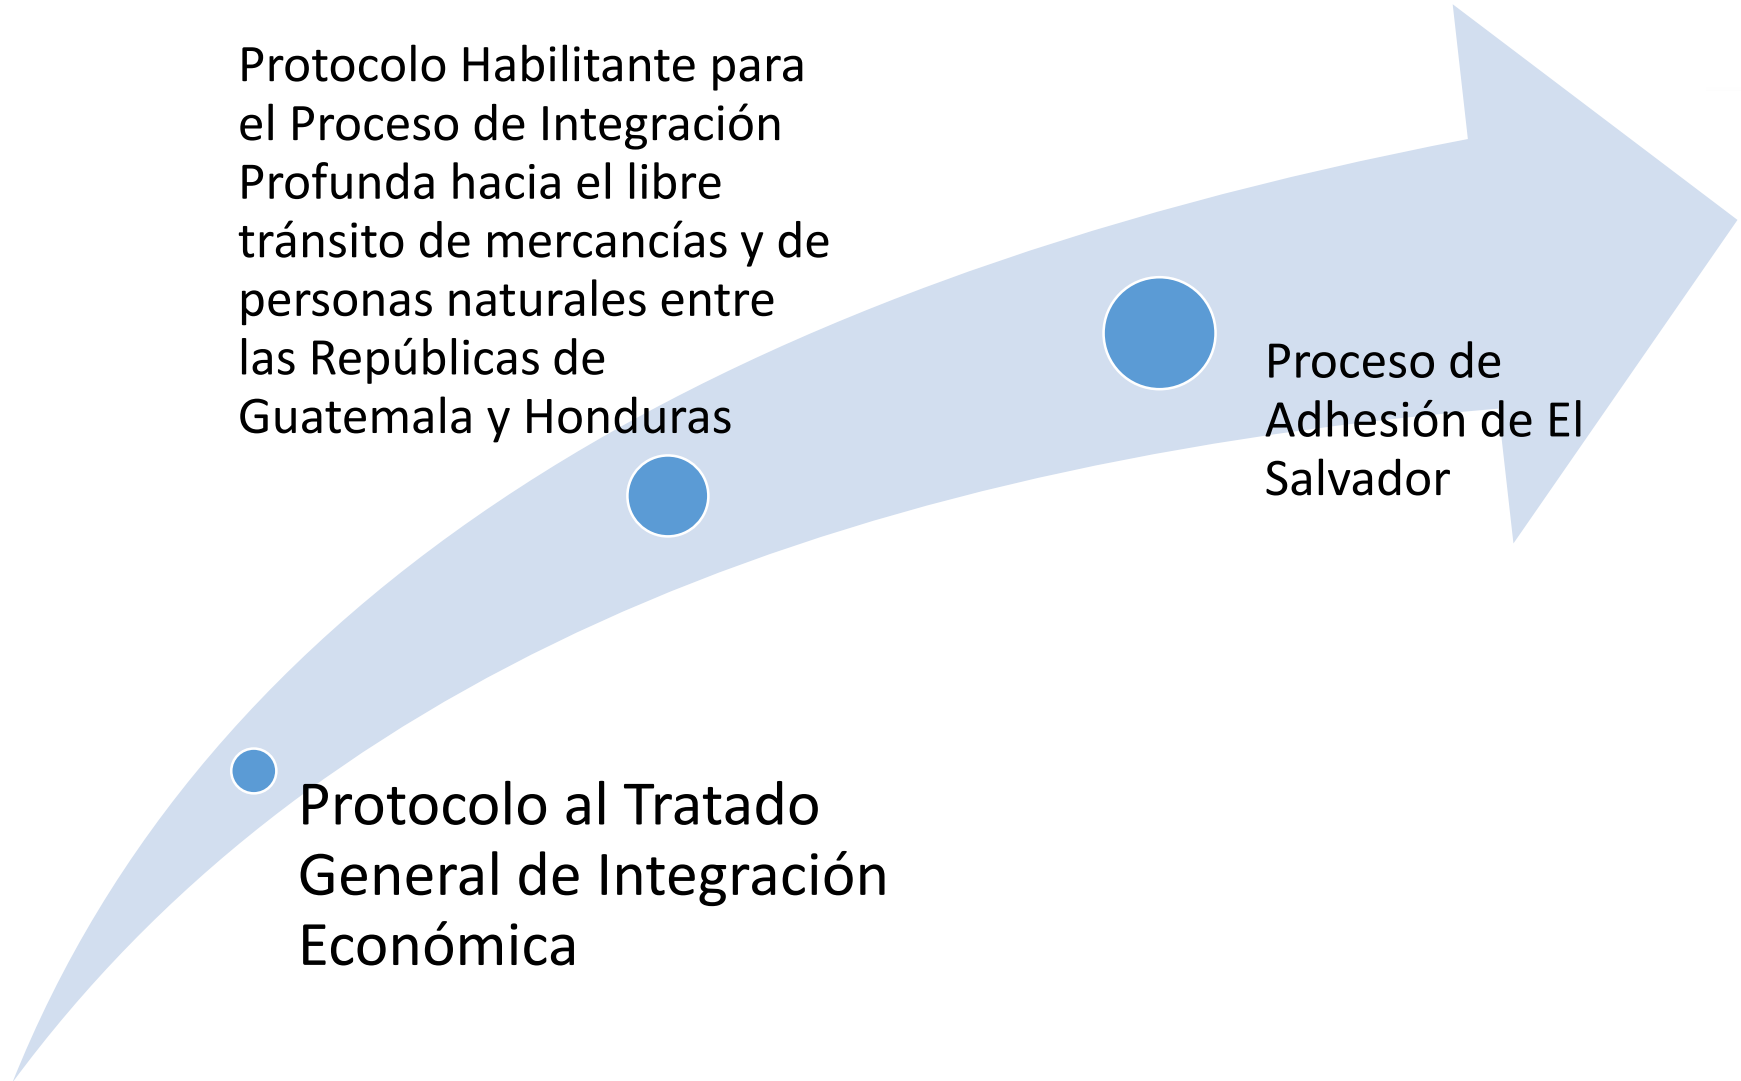 Protocolo Habilitante para
el Proceso de Integración
Profunda hacia el libre
tránsito de mercancías y de
personas naturales entre
las Repúblicas de
Guatemala y Honduras
Proceso de
Adhesión de El
Salvador
Protocolo al Tratado
General de Integración
Económica